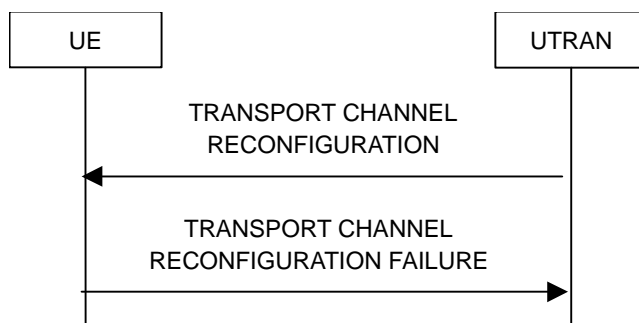 UE
UTRAN
TRANSPORT CHANNEL
RECONFIGURATION
TRANSPORT CHANNEL
RECONFIGURATION FAILURE